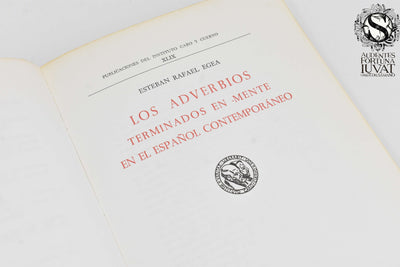 PUBLICACIONES DEL INSTITUTO CARO Y CUERVO
XLIX
ESTEBAN RAFAEL EGEA
LOS ADVERBIOS
TERMINADOS EN -MENTE
EN EL ESPAÑOL CONTEMPORÁNEO
S
AUDENTES
FORTUNA
IUVAT